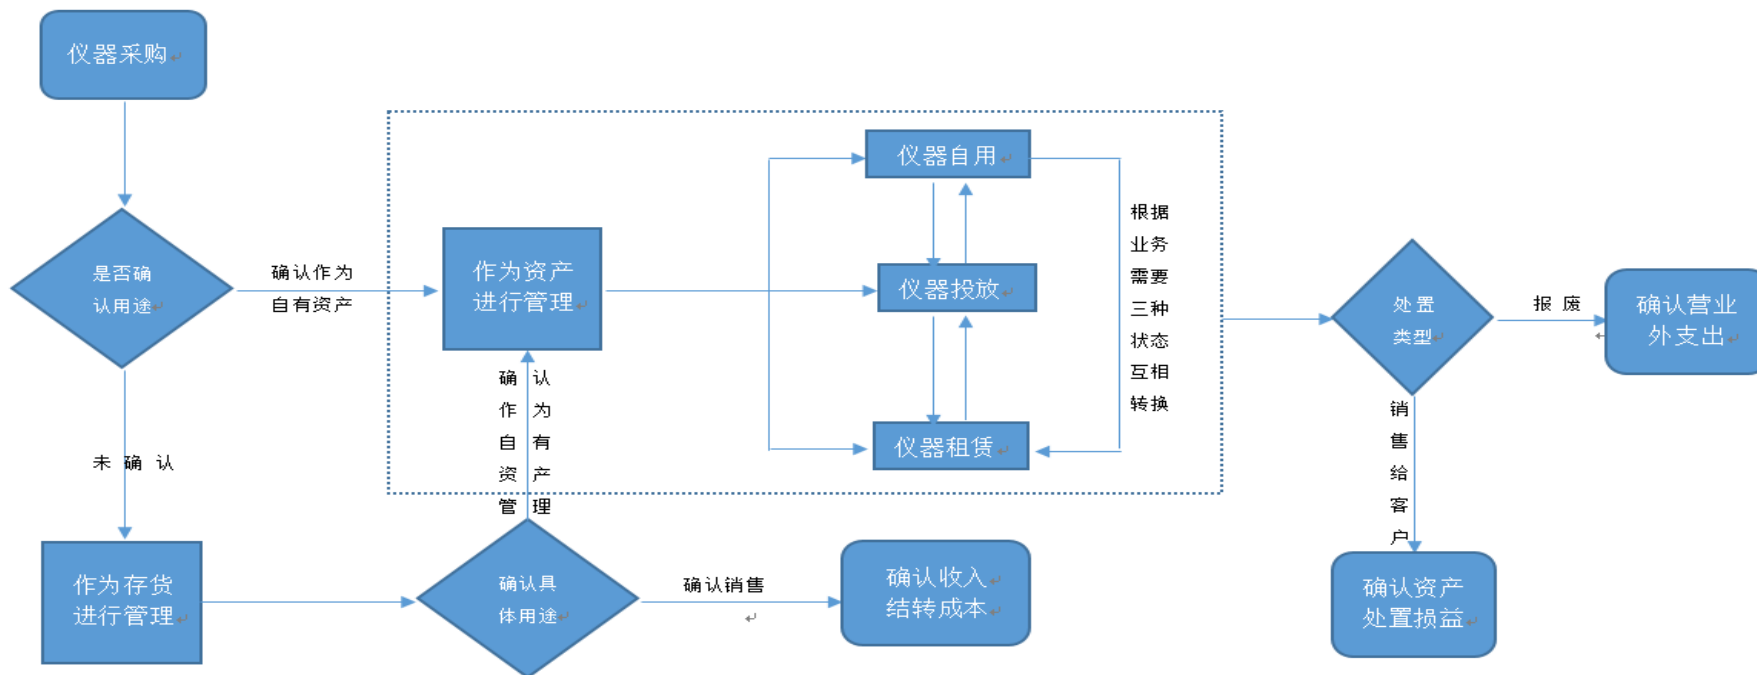 仪器采购
是否确
认用途
确认作为
自有资产
未确认
作为存货
进行管理
作为资产
进行管理
确认
作为
自有
资产
管理
确认具
体用途
确认销售
确认收入
结转成本
仪器自用
仪器投放
仪器租赁
根据
业务
需要
三种
状态
互相
转换
处置
类型
报废
确认营业
外支出
销
售
给
客
户
确认资产
处置损益